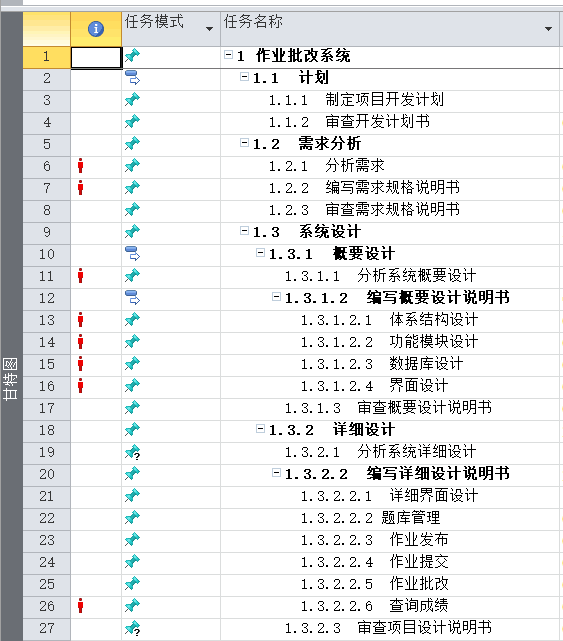 任务模式 任务名称
甘特图
1 1 作业批改系统
2 1.1 计划
3 1.1.1 制定项目开发计划
4 1.1.2 审查开发计划书
5 1.2 需求分析
6 1.2.1 分析需求
7 1.2.2 编写需求规格说明书
8 1.2.3 审查需求规格说明书
9 1.3 系统设计
10 1.3.1 概要设计
11 1.3.1.1 分析系统概要设计
12 1.3.1.2 编写概要设计说明书
13 1.3.1.2.1 体系结构设计
14 1.3.1.2.2 功能模块设计
15 1.3.1.2.3 数据库设计
16 1.3.1.2.4 界面设计
17 1.3.1.3 审查概要设计说明书
18 1.3.2 详细设计
19 1.3.2.1 分析系统详细设计
20 1.3.2.2 编写详细设计说明书
21 1.3.2.2.1 详细界面设计
22 1.3.2.2.2 题库管理
23 1.3.2.2.3 作业发布
24 1.3.2.2.4 作业提交
25 1.3.2.2.5 作业批改
26 1.3.2.2.6 查询成绩
27 1.3.2.3 审查项目设计说明书